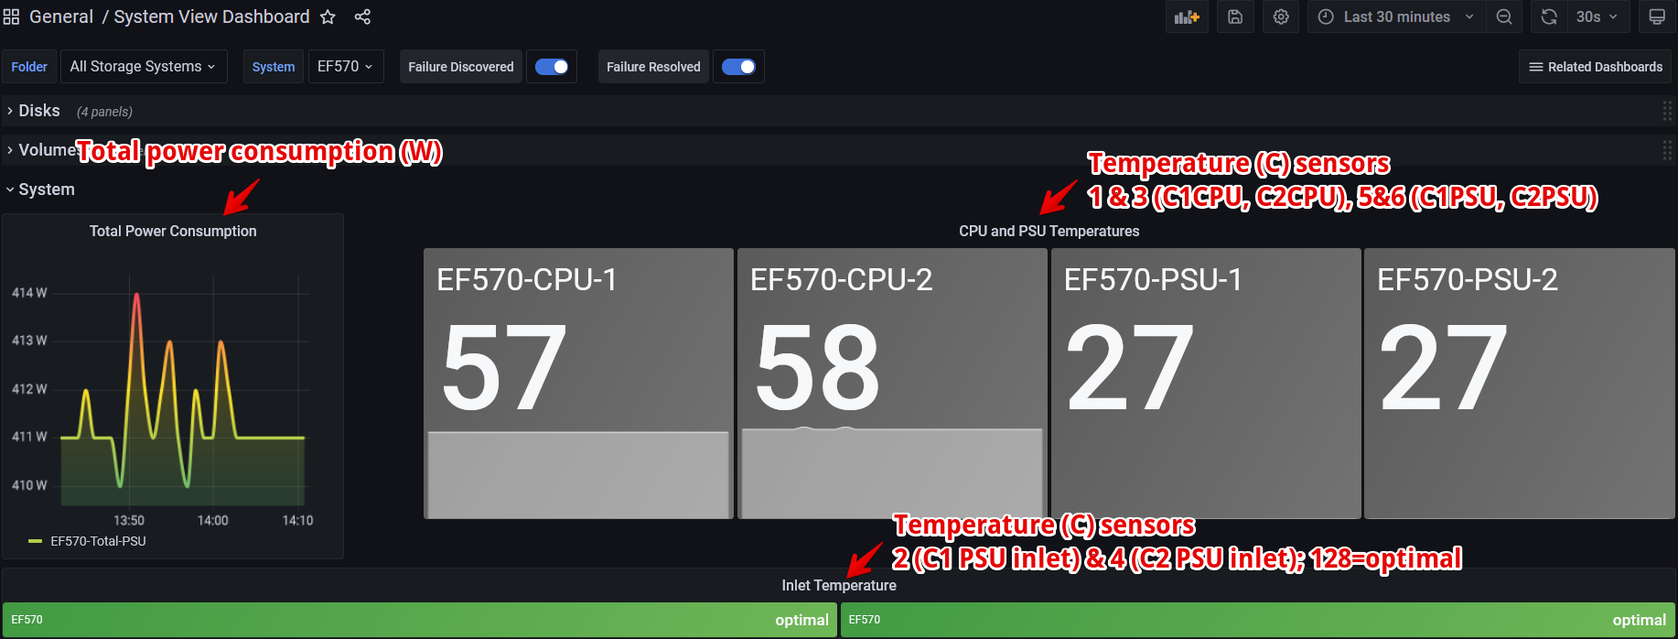 General / System View Dashboard
Last 30 minutes
30s
Folder All Storage Systems System EF570 Failure Discovered Failure Resolved Related Dashboards
Disks (4 panels)
Volumes
Total power consumption (W)
Temperature (C) sensors
1 & 3 (C1CPU, C2CPU), 5&6 (C1PSU, C2PSU)
System
Total Power Consumption
414 W
413 W
412 W
411 W
410 W
13:50 14:00 14:10
EF570-Total-PSU
CPU and PSU Temperatures
EF570-CPU-1
57
EF570-CPU-2
58
EF570-PSU-1
27
EF570-PSU-2
27
Temperature (C) sensors
2 (C1 PSU inlet) & 4 (C2 PSU inlet); 128=optimal
Inlet Temperature
EF570 optimal
EF570 optimal